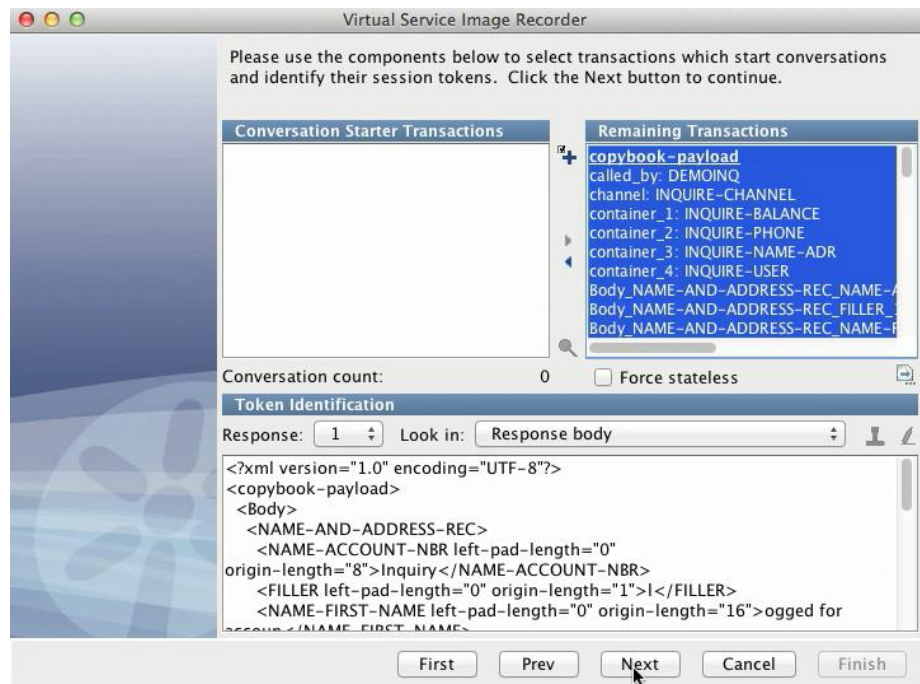 Virtual Service Image Recorder
Please use the components below to select transactions which start conversations
and identify their session tokens. Click the Next button to continue.
Conversation Starter Transactions
Remaining Transactions
copybook-payload
called_by: DEMOINQ
channel: INQUIRE-CHANNEL
container_1: INQUIRE-BALANCE
container_2: INQUIRE-PHONE
container_3: INQUIRE-NAME-ADR
container_4: INQUIRE-USER
Body_NAME-AND-ADDRESS-REC_NAME-A
Body_NAME-AND-ADDRESS-REC_FILLER_
Body_NAME-AND-ADDRESS-REC_NAME-F
Conversation count: 0
Force stateless
Token Identification
Response: 1 Look in: Response body
<?xml version="1.0" encoding="UTF-8"?>
<copybook-payload>
<Body>
<NAME-AND-ADDRESS-REC>
<NAME-ACCOUNT-NBR left-pad-length="0"
origin-length="8">Inquiry</NAME-ACCOUNT-NBR>
<FILLER left-pad-length="0" origin-length="1">l</FILLER>
<NAME-FIRST-NAME left-pad-length="0" origin-length="16">ogged for
accoun</NAME-FIRST-NAME>
First Prev Next Cancel Finish